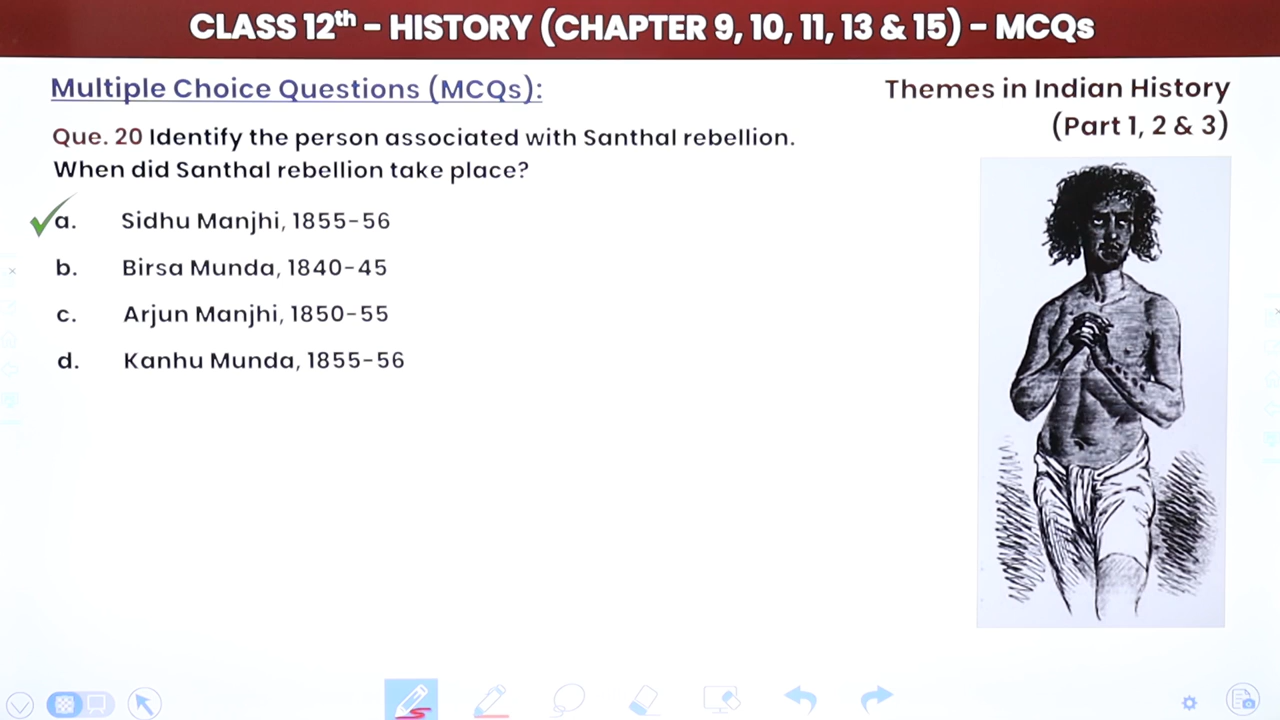 CLASS 12th – HISTORY (CHAPTER 9, 10, 11, 13 & 15) – MCQs
Multiple Choice Questions (MCQs):
Themes in Indian History
(Part 1, 2 & 3)
Que. 20 Identify the person associated with Santhal rebellion.
When did Santhal rebellion take place?
a. Sidhu Manjhi, 1855-56
b. Birsa Munda, 1840-45
c. Arjun Manjhi, 1850-55
d. Kanhu Munda, 1855-56